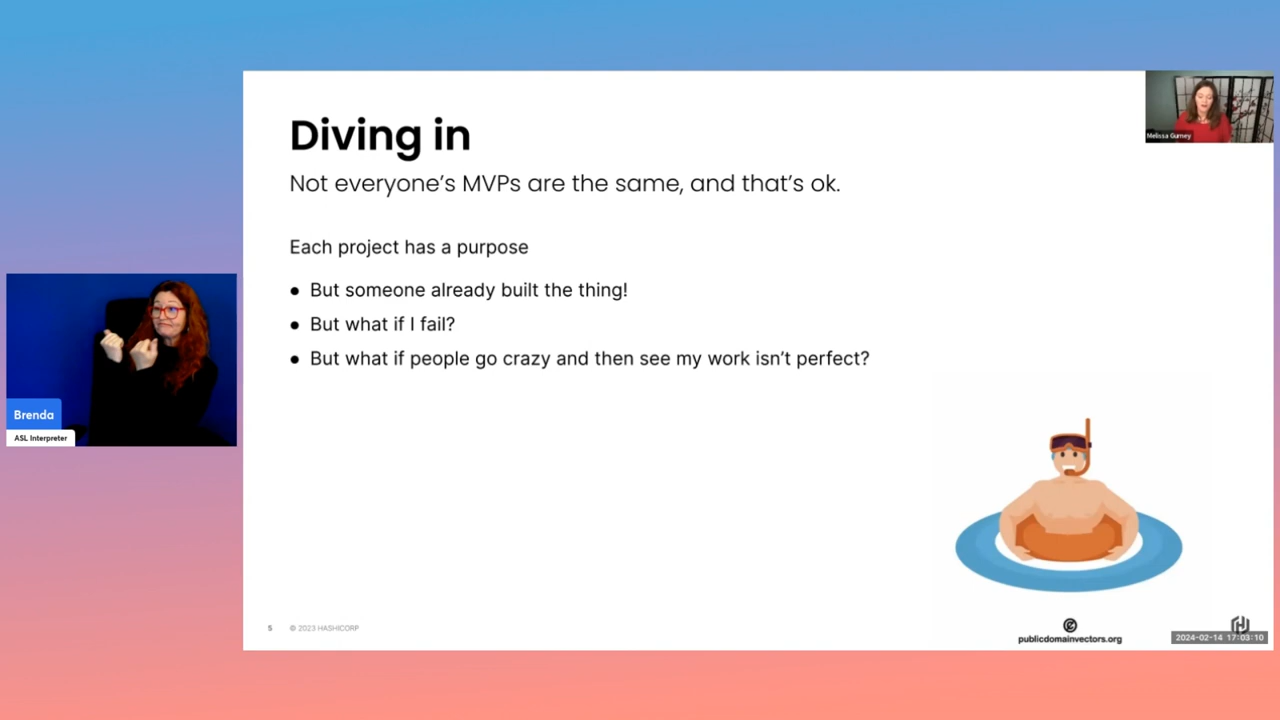 Diving in
Not everyone's MVPs are the same, and that's ok.
Each project has a purpose
● But someone already built the thing!
● But what if I fail?
● But what if people go crazy and then see my work isn't perfect?
5 © 2023 HASHICORP
publicdomainvectors.org
2024-02-14 17:03:10
Melissa Gurney
Brenda
ASL Interpreter